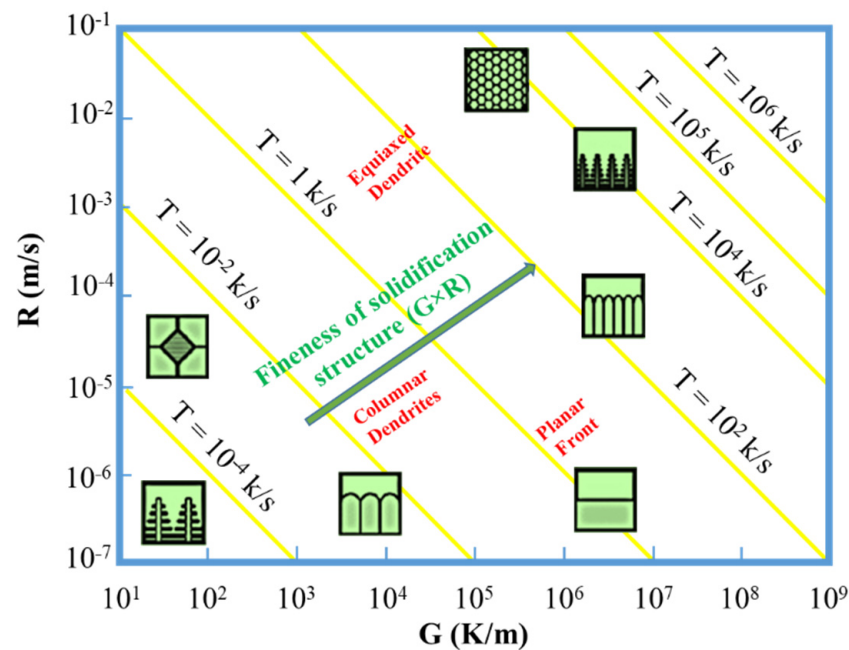 10⁻¹
10⁻²
10⁻³
10⁻⁴
10⁻⁵
10⁻⁶
10⁻⁷
R (m/s)
T = 10⁶ k/s
T = 10⁵ k/s
T = 1 k/s
Equiaxed
Dendrite
T = 10⁻² k/s
T = 10⁴ k/s
Fineness of solidification
structure (G×R)
Columnar
Dendrites
Planar
Front
T = 10² k/s
T = 10⁻⁴ k/s
10¹ 10² 10³ 10⁴ 10⁵ 10⁶ 10⁷ 10⁸ 10⁹
G (K/m)